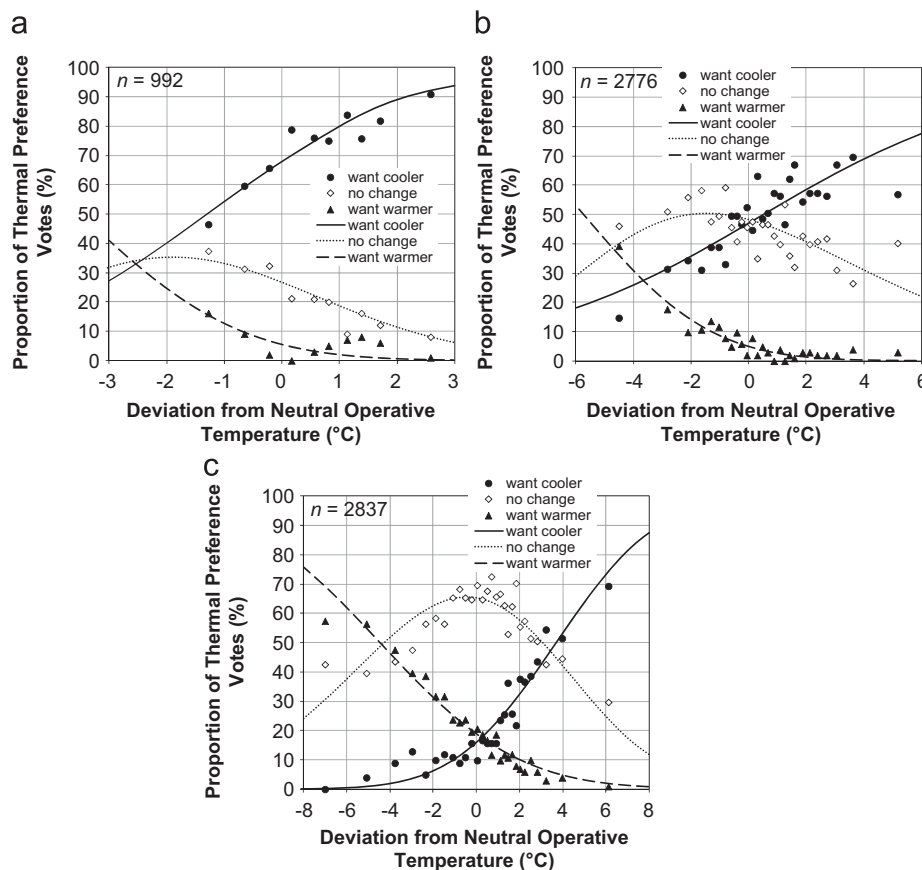 a
n = 992
100
90
80
70
60
50
40
30
20
10
0
Proportion of Thermal Preference
Votes (%)
want cooler
no change
want warmer
want cooler
no change
want warmer
-3 -2 -1 0 1 2 3
Deviation from Neutral Operative
Temperature (°C)
b
n = 2776
100
90
80
70
60
50
40
30
20
10
0
Proportion of Thermal Preference
Votes (%)
want cooler
no change
want warmer
want cooler
no change
want warmer
-6 -4 -2 0 2 4 6
Deviation from Neutral Operative
Temperature (°C)
c
n = 2837
100
90
80
70
60
50
40
30
20
10
0
Proportion of Thermal Preference
Votes (%)
want cooler
no change
want warmer
want cooler
no change
want warmer
-8 -6 -4 -2 0 2 4 6 8
Deviation from Neutral Operative
Temperature (°C)